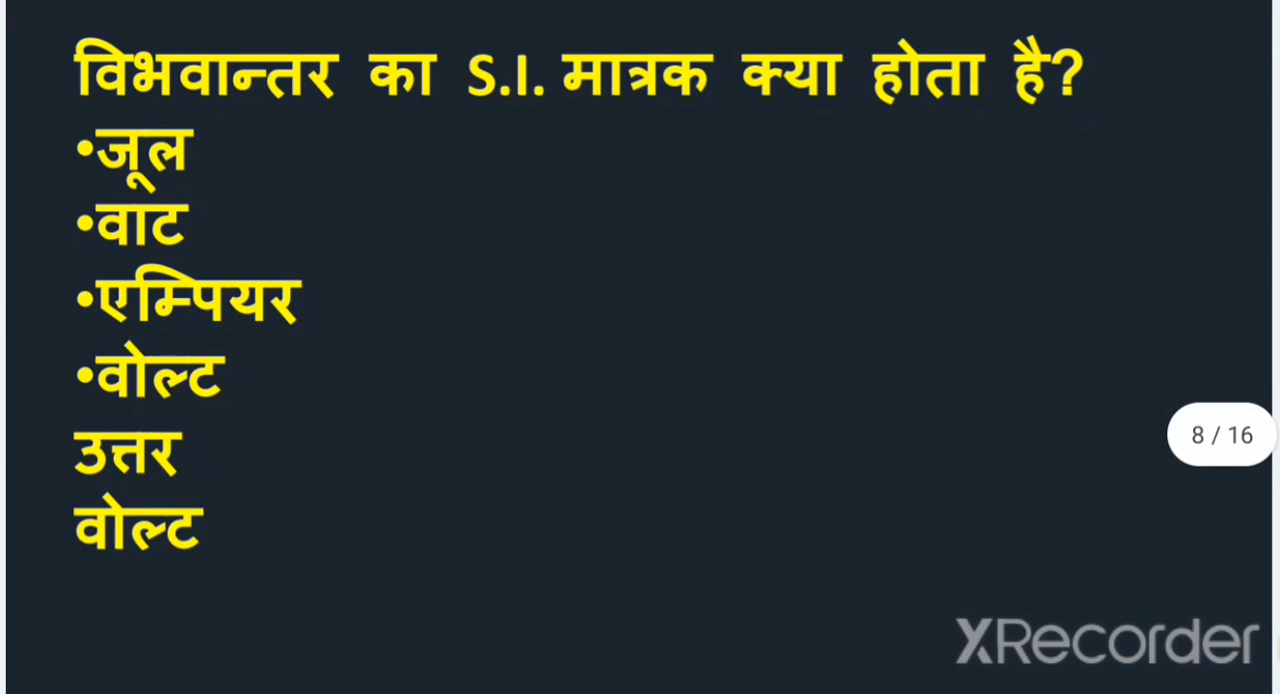 विभवान्तर का S.I. मात्रक क्या होता है?
•जूल
•वाट
•एम्पियर
•वोल्ट
उत्तर
वोल्ट
8 / 16
XRecorder